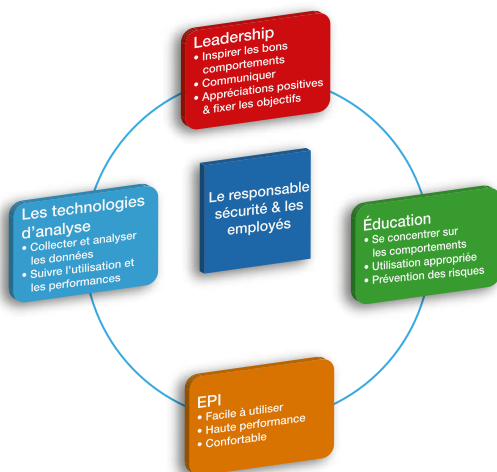 Leadership
• Inspirer les bons
comportements
• Communiquer
• Appréciations positives
& fixer les objectifs
Le responsable
sécurité & les
employés
Les technologies
d'analyse
• Collecter et analyser
les données
• Suivre l'utilisation et
les performances
Éducation
• Se concentrer sur
les comportements
• Utilisation appropriée
• Prévention des risques
EPI
• Facile à utiliser
• Haute performance
• Confortable